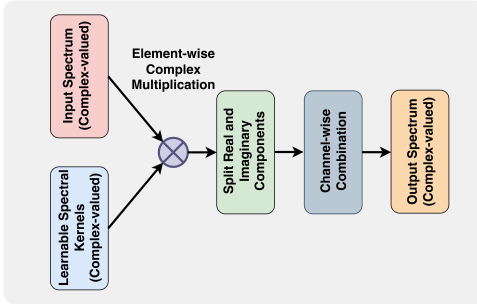 Input Spectrum
(Complex-valued)
Element-wise
Complex
Multiplication
Learnable Spectral
Kernels
(Complex-valued)
Split Real and
Imaginary
Components
Channel-wise
Combination
Output Spectrum
(Complex-valued)